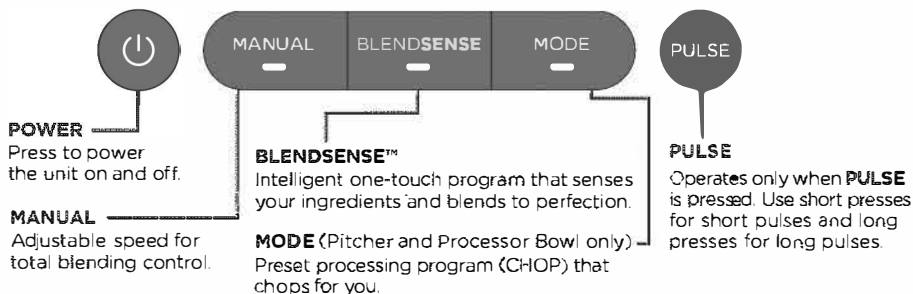 MANUAL
BLENDSENSE
MODE
PULSE
POWER
Press to power
the unit on and off.
MANUAL
Adjustable speed for
total blending control.
BLENDSENSE™
Intelligent one-touch program that senses
your ingredients and blends to perfection.
MODE (Pitcher and Processor Bowl only)
Preset processing program (CHOP) that
chops for you.
PULSE
Operates only when PULSE
is pressed. Use short presses
for short pulses and long
presses for long pulses.